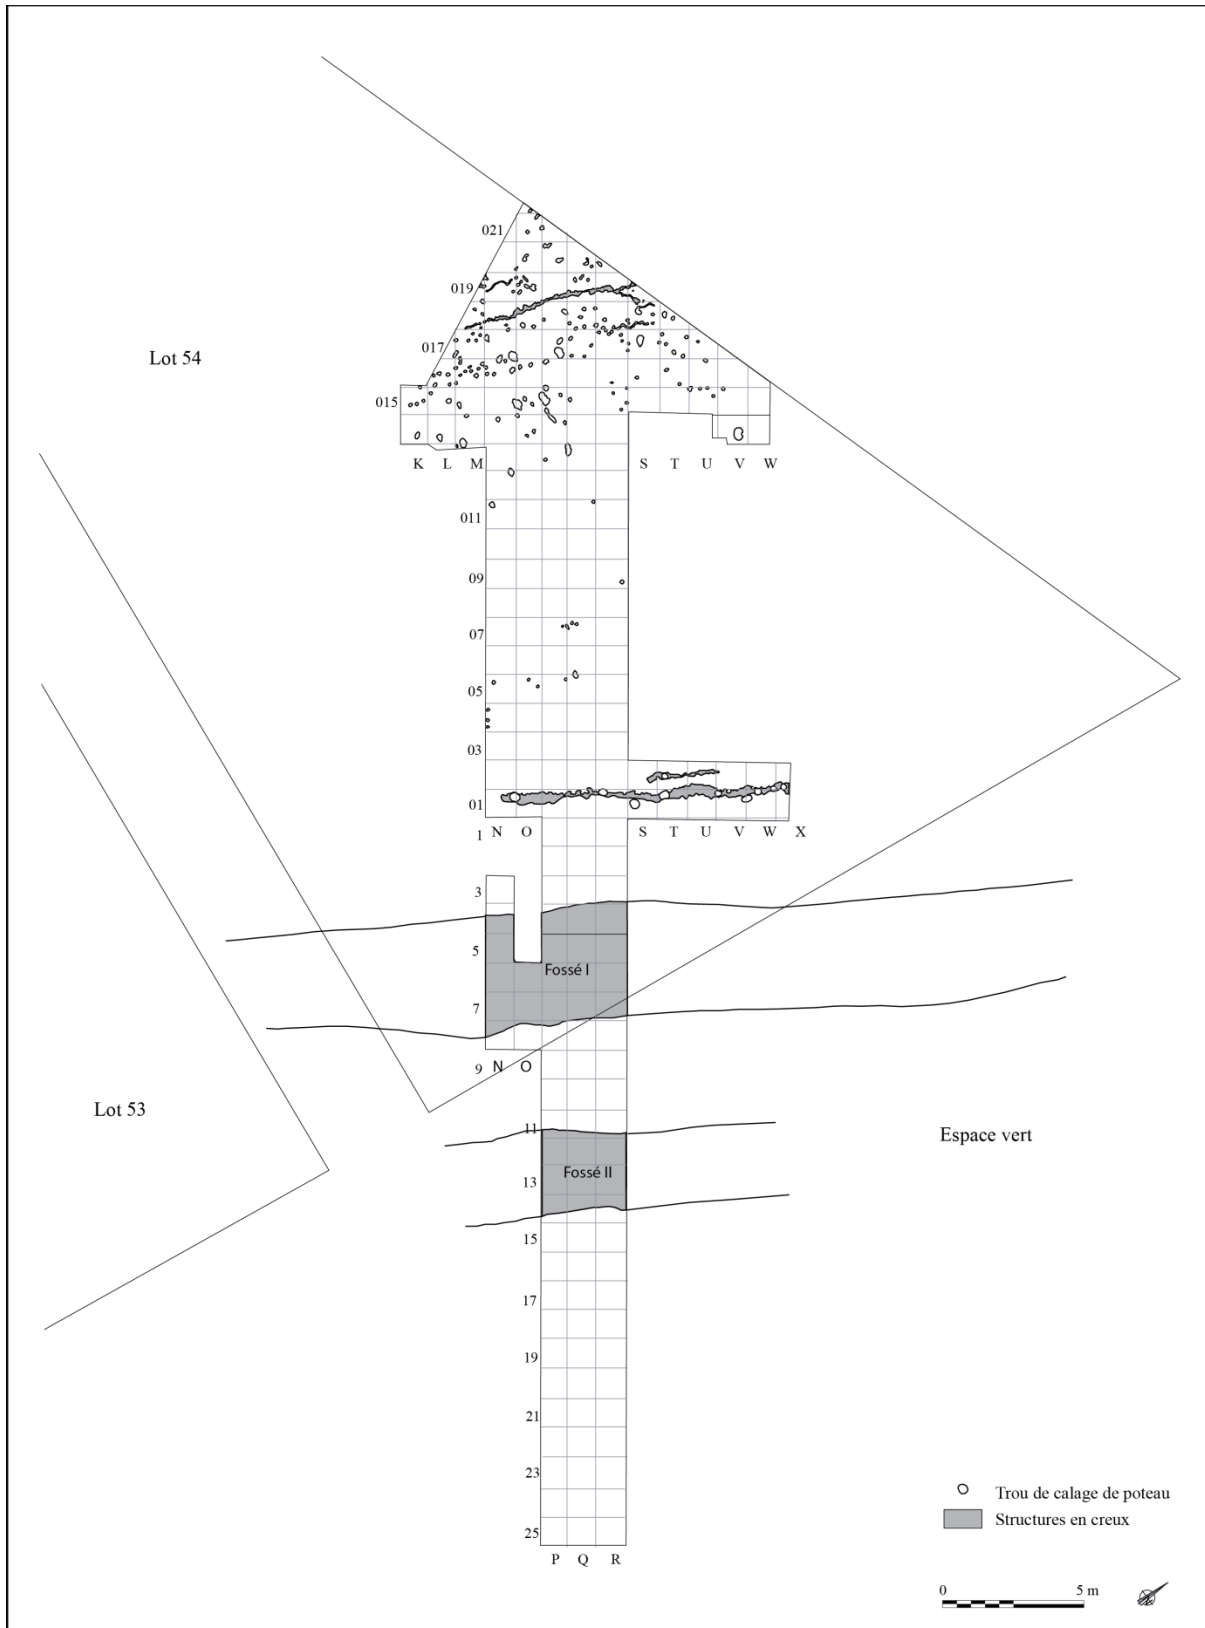 021
019
Lot 54
017
015
K L M
S T U V W
011
09
07
05
03
01
1 N O
S T U V W X
3
5
Fossé I
7
9 N O
Lot 53
11
Espace vert
Fossé II
13
15
17
19
21
23
Trou de calage de poteau
Structures en creux
25
P Q R
0 5 m